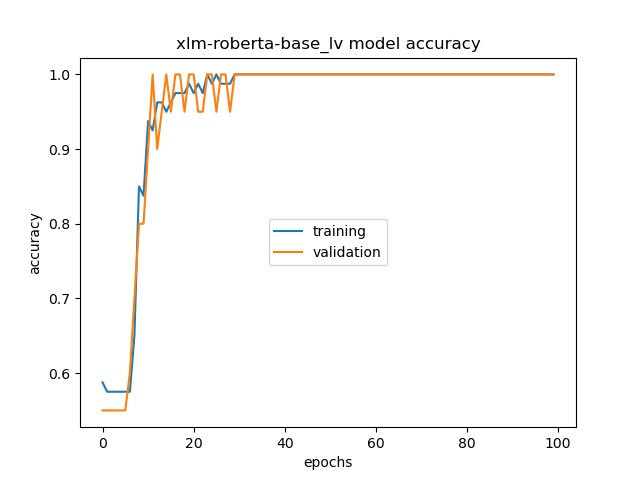 xlm-roberta-base_lv model accuracy
1.0
0.9
0.8
0.7
0.6
accuracy
training
validation
0
20
40
60
80
100
epochs